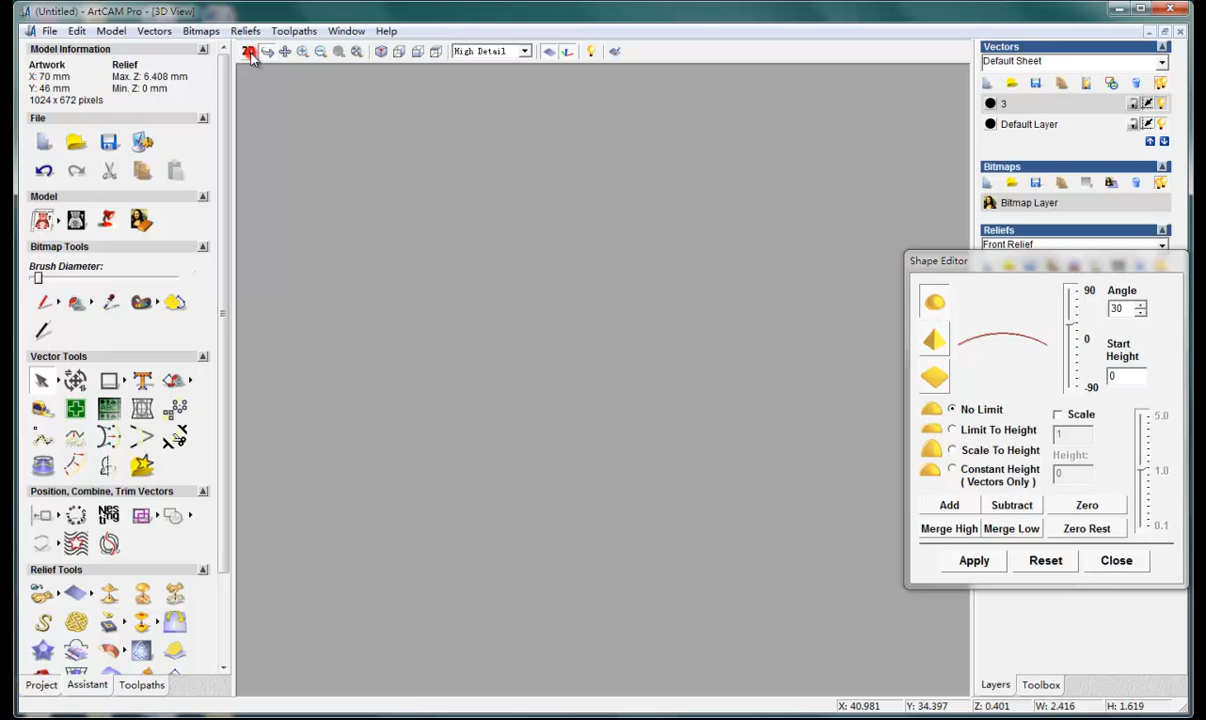 (Untitled) - ArtCAM Pro - [3D View]
File Edit Model Vectors Bitmaps Reliefs Toolpaths Window Help
Model Information
Artwork Relief
X: 70 mm Max. Z: 6.408 mm
Y: 46 mm Min. Z: 0 mm
1024 x 672 pixels
File
Model
Bitmap Tools
Brush Diameter:
Vector Tools
Position, Combine, Trim Vectors
Relief Tools
Project Assistant Toolpaths
High Detail
Vectors
Default Sheet
3
Default Layer
Bitmaps
Bitmap Layer
Reliefs
Front Relief
Shape Editor
90
0
-90
Angle
30
Start
Height
0
No Limit
Limit To Height
Scale To Height
Constant Height
( Vectors Only )
Scale
1
Height:
0
5.0
1.0
0.1
Add Subtract Zero
Merge High Merge Low Zero Rest
Apply Reset Close
Layers Toolbox
X: 40.981 Y: 34.397 Z: 0.401 W: 2.416 H: 1.619